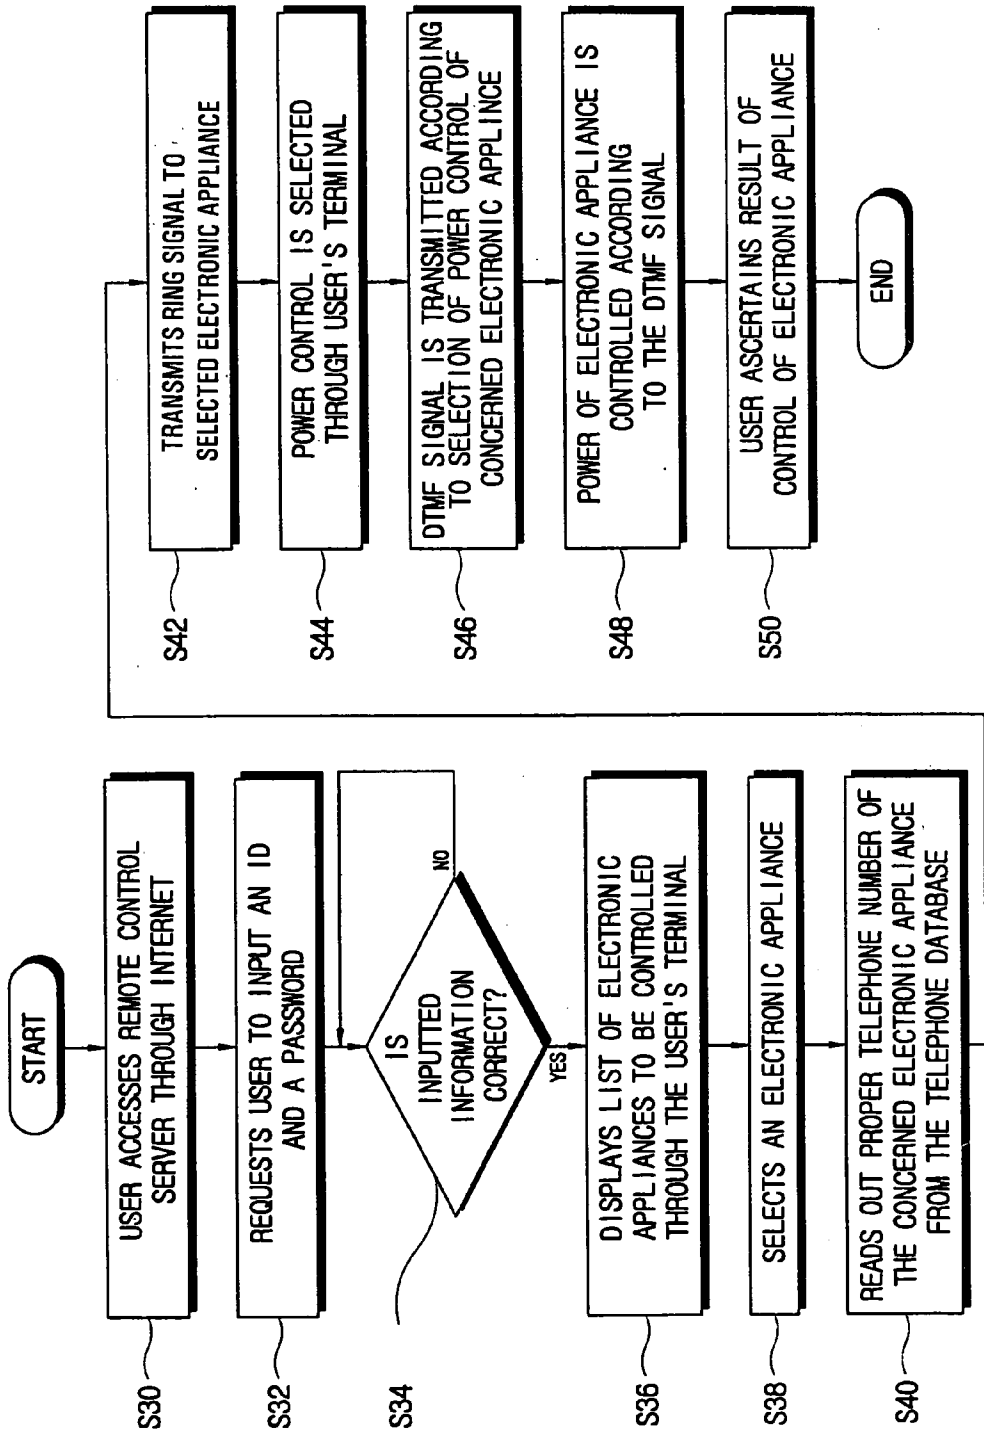 START
S30
USER ACCESSES REMOTE CONTROL
SERVER THROUGH INTERNET
S32
REQUESTS USER TO INPUT AN ID
AND A PASSWORD
S34
IS
INPUTTED
INFORMATION
CORRECT?
NO
YES
S36
DISPLAYS LIST OF ELECTRONIC
APPLIANCES TO BE CONTROLLED
THROUGH THE USER'S TERMINAL
S38
SELECTS AN ELECTRONIC APPLIANCE
S40
READS OUT PROPER TELEPHONE NUMBER OF
THE CONCERNED ELECTRONIC APPLIANCE
FROM THE TELEPHONE DATABASE
S42
TRANSMITS RING SIGNAL TO
SELECTED ELECTRONIC APPLIANCE
S44
POWER CONTROL IS SELECTED
THROUGH USER'S TERMINAL
S46
DTMF SIGNAL IS TRANSMITTED ACCORDING
TO SELECTION OF POWER CONTROL OF
CONCERNED ELECTRONIC APPLINCE
S48
POWER OF ELECTRONIC APPLIANCE IS
CONTROLLED ACCORDING
TO THE DTMF SIGNAL
S50
USER ASCERTAINS RESULT OF
CONTROL OF ELECTRONIC APPLIANCE
END